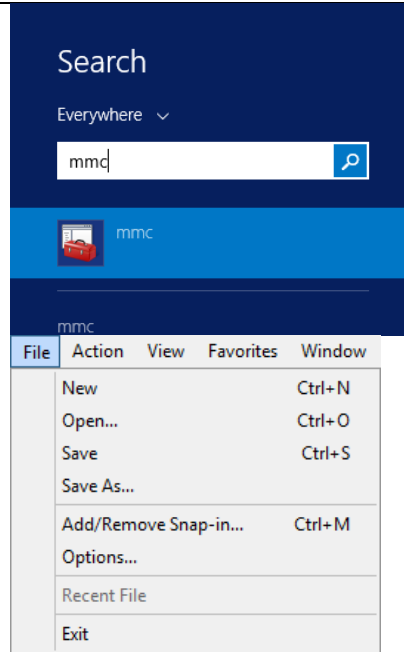 Search
Everywhere
mmc
mmc
mmc
File Action View Favorites Window
New Ctrl+N
Open... Ctrl+O
Save Ctrl+S
Save As...
Add/Remove Snap-in... Ctrl+M
Options...
Recent File
Exit